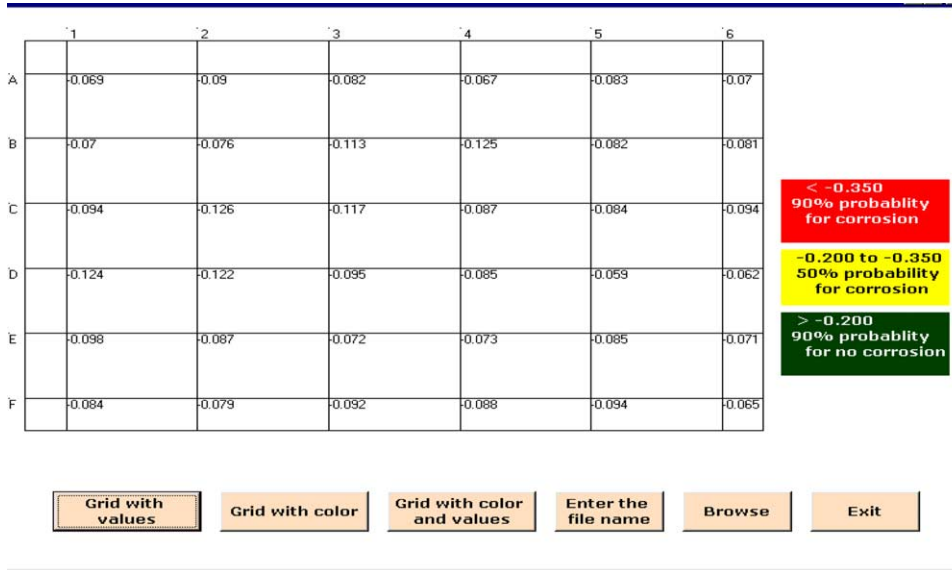 1 2 3 4 5 6
A -0.069 -0.09 -0.082 -0.067 -0.083 -0.07
B -0.07 -0.076 -0.113 -0.125 -0.082 -0.081
C -0.094 -0.126 -0.117 -0.087 -0.084 -0.094
D -0.124 -0.122 -0.095 -0.085 -0.059 -0.062
E -0.098 -0.087 -0.072 -0.073 -0.085 -0.071
F -0.084 -0.079 -0.092 -0.088 -0.094 -0.065
< -0.350
90% probablity
for corrosion
-0.200 to -0.350
50% probability
for corrosion
> -0.200
90% probablity
for no corrosion
Grid with
values
Grid with color
Grid with color
and values
Enter the
file name
Browse
Exit